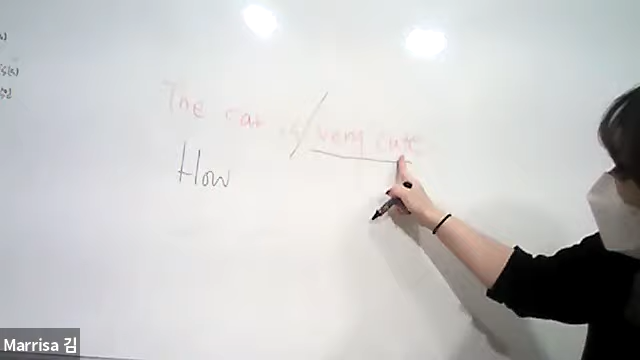 The cat is / very cute
How
Marrisa 김